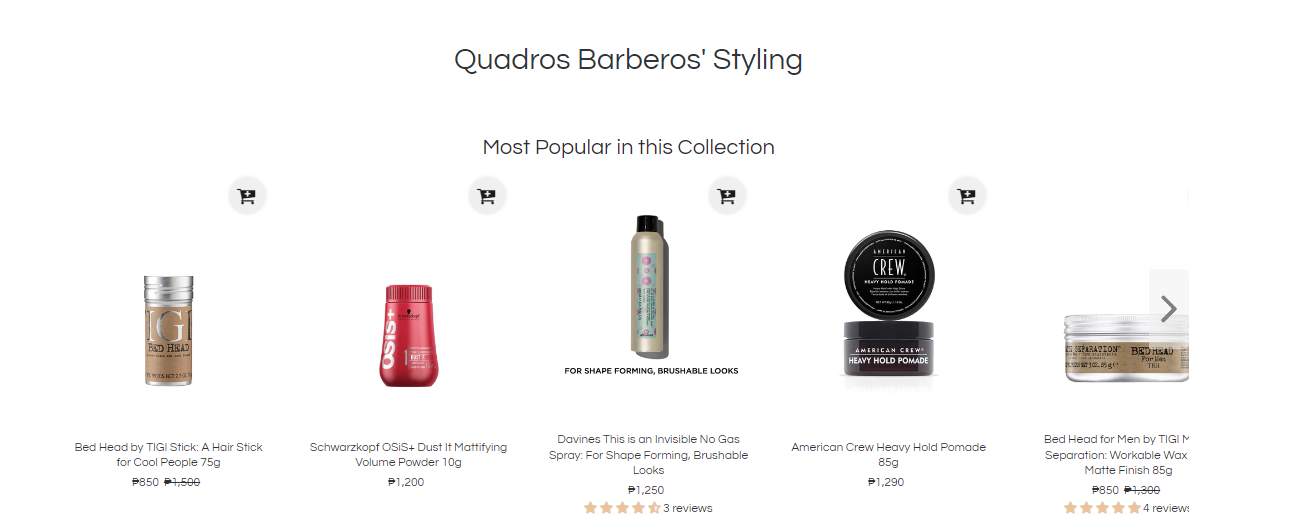 Quadros Barberos' Styling
Most Popular in this Collection
TIGI
BED HEAD
OSiS+
AMERICAN
CREW
HEAVY HOLD POMADE
AMERICAN CREW
HEAVY HOLD POMADE
FOR SHAPE FORMING, BRUSHABLE LOOKS
SEPARATION
BED HEAD
For Men
TIGI
Bed Head by TIGI Stick: A Hair Stick
for Cool People 75g
₱850 ₱1,500
Schwarzkopf OSiS+ Dust It Mattifying
Volume Powder 10g
₱1,200
Davines This is an Invisible No Gas
Spray: For Shape Forming, Brushable
Looks
₱1,250
3 reviews
American Crew Heavy Hold Pomade
85g
₱1,290
Bed Head for Men by TIGI M
Separation: Workable Wax
Matte Finish 85g
₱850 ₱1,300
4 reviews